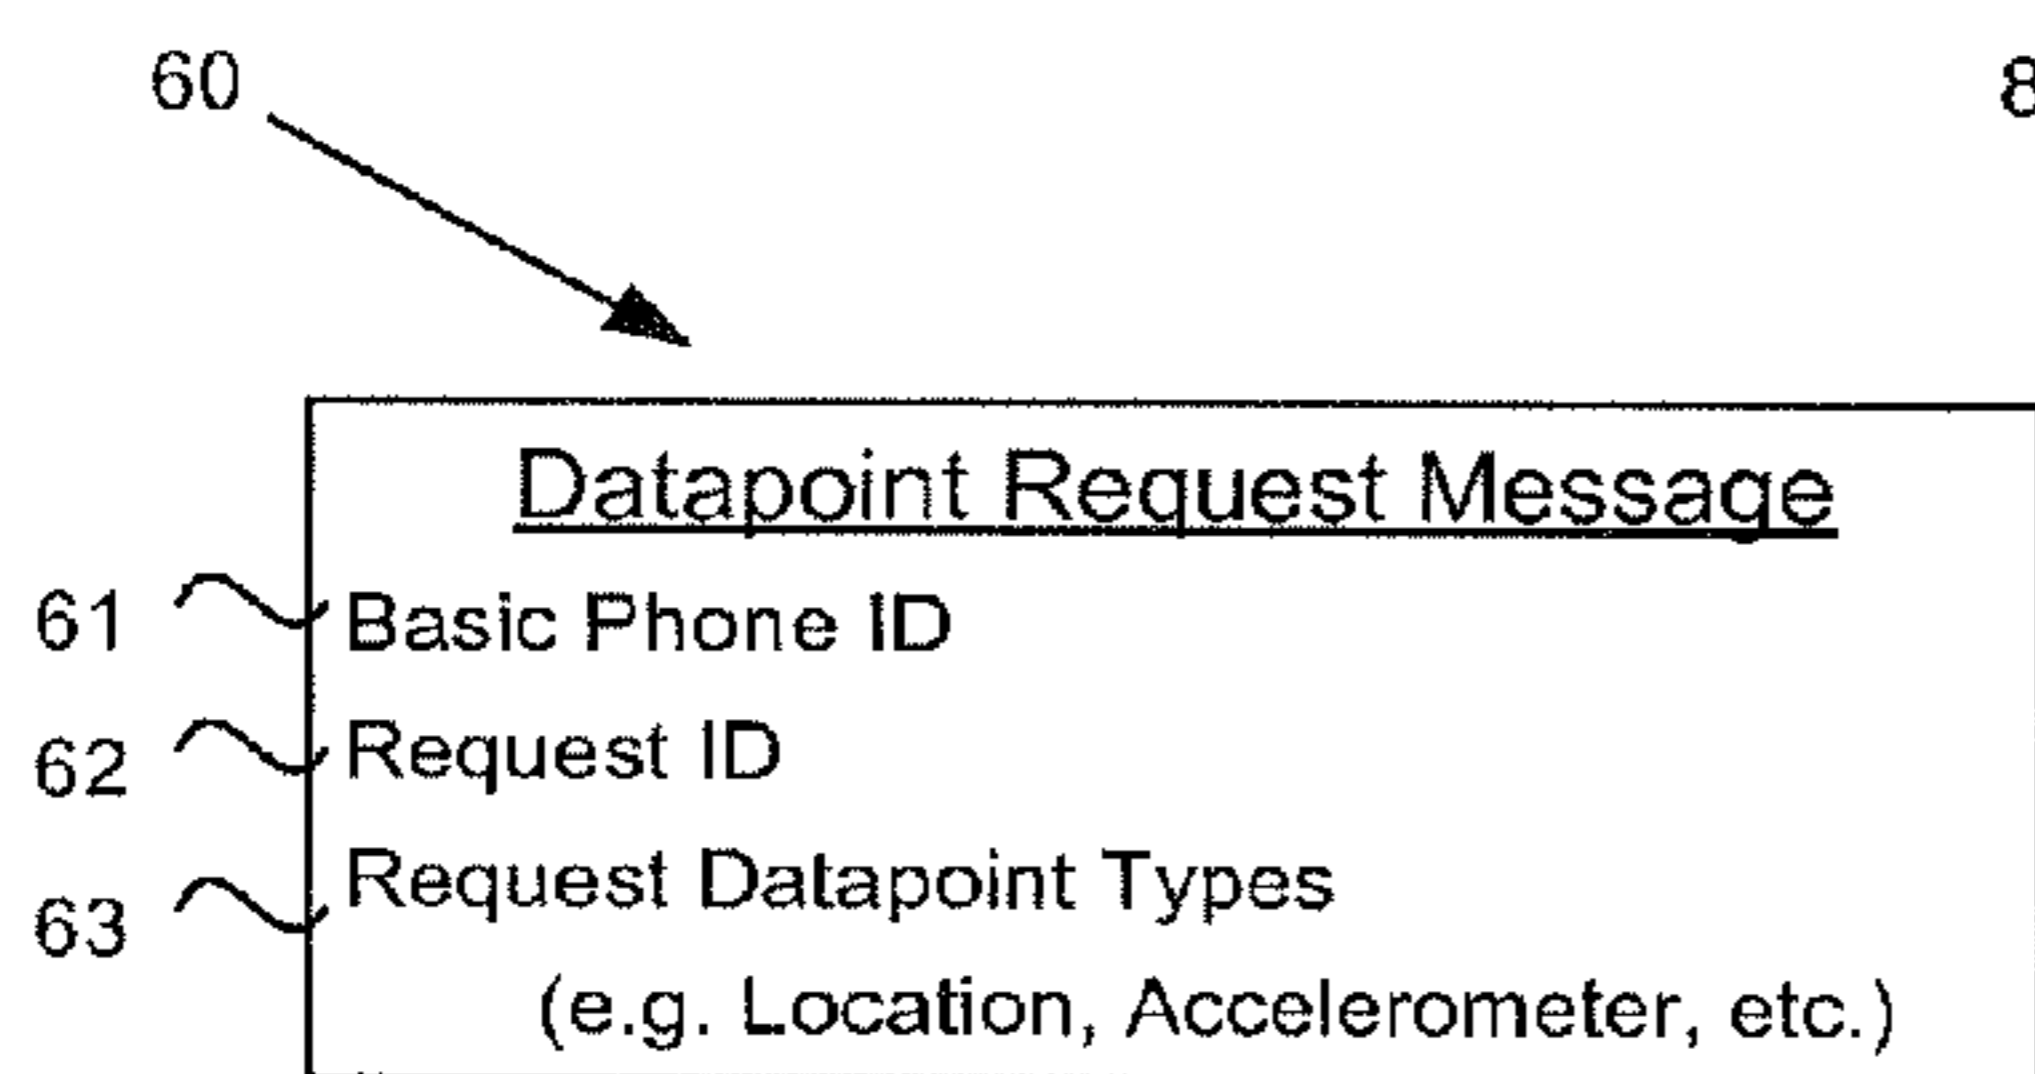 60
Datapoint Request Message
61 Basic Phone ID
62 Request ID
63 Request Datapoint Types
(e.g. Location, Accelerometer, etc.)